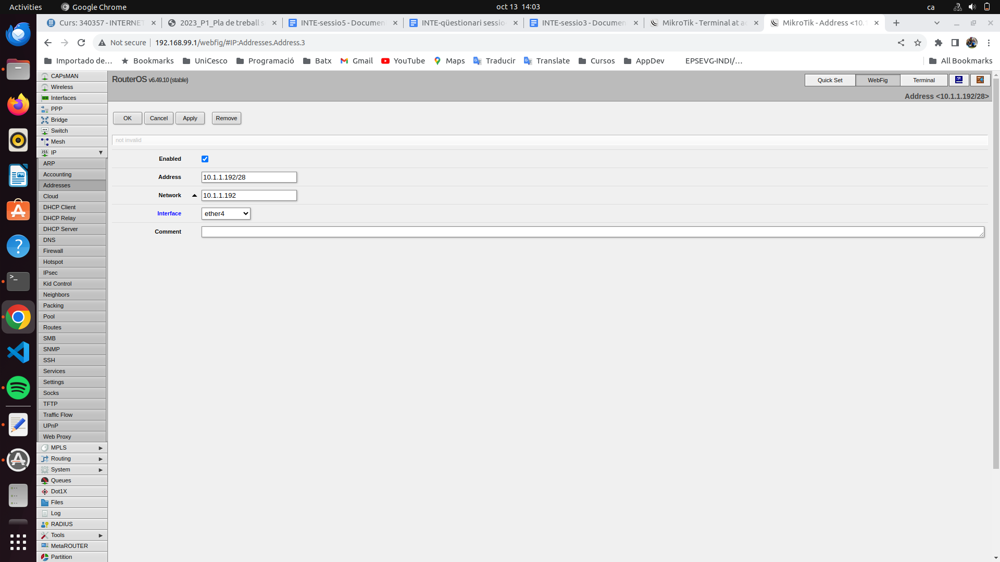 Activities
Google Chrome
oct 13 14:03
ca
Curs: 340357 - INTERNET
2023_P1_Pla de treball s
INTE-sessio5 - Documen
INTE-qüestionari sessio
INTE-sessio3 - Documen
MikroTik - Terminal at ad
MikroTik - Address <10.1
Not secure
192.168.99.1/webfig/#IP:Addresses.Address.3
Importado de...
Bookmarks
UniCesco
Programació
Batx
Gmail
YouTube
Maps
Traducir
Translate
Cursos
AppDev
EPSEVG-INDI/...
All Bookmarks
RouterOS v6.49.10 (stable)
Quick Set
WebFig
Terminal
Address <10.1.1.192/28>
OK
Cancel
Apply
Remove
not invalid
Enabled
Address
10.1.1.192/28
Network
10.1.1.192
Interface
ether4
Comment
CAPsMAN
Wireless
Interfaces
PPP
Bridge
Switch
Mesh
IP
ARP
Accounting
Addresses
Cloud
DHCP Client
DHCP Relay
DHCP Server
DNS
Firewall
Hotspot
IPsec
Kid Control
Neighbors
Packing
Pool
Routes
SMB
SNMP
SSH
Services
Settings
Socks
TFTP
Traffic Flow
UPnP
Web Proxy
MPLS
Routing
System
Queues
Dot1X
Files
Log
RADIUS
Tools
MetaROUTER
Partition